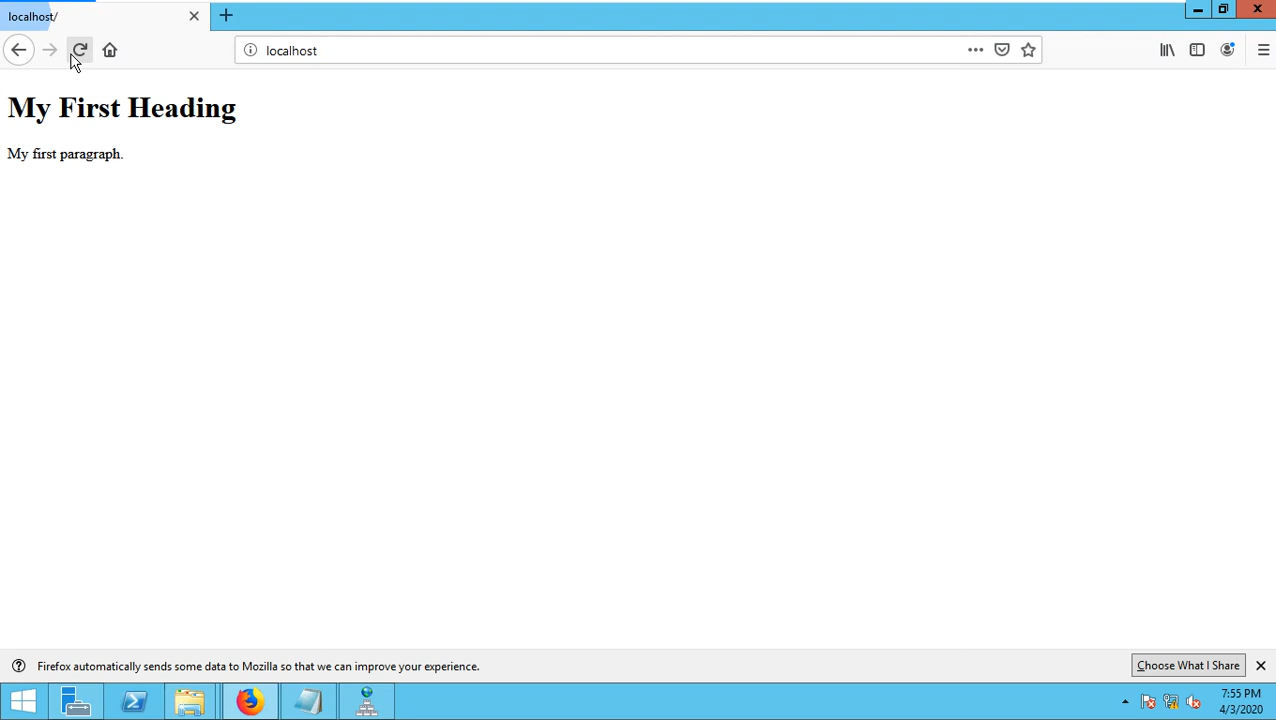 localhost/
localhost
My First Heading
My first paragraph.
Firefox automatically sends some data to Mozilla so that we can improve your experience.
Choose What I Share
7:55 PM
4/3/2020